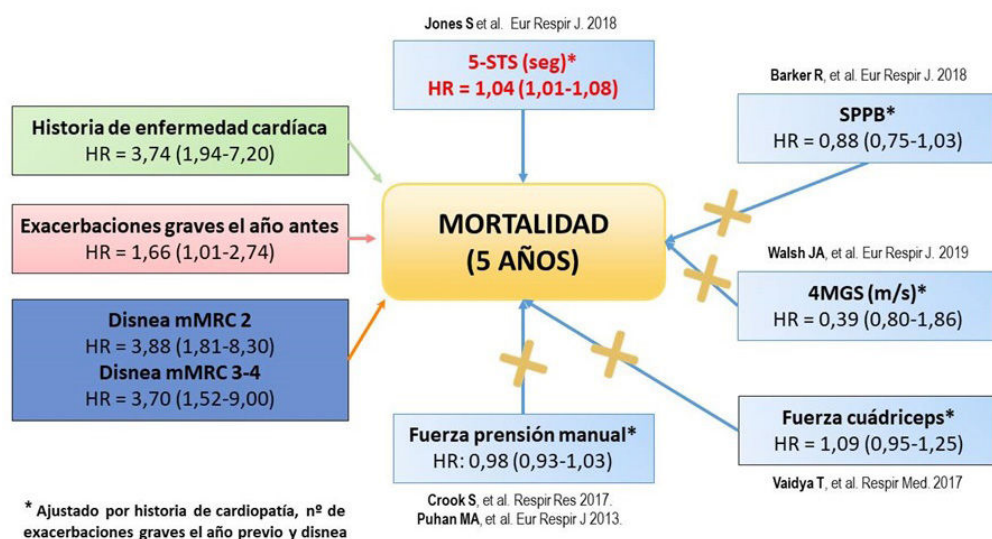 Jones S et al. Eur Respir J. 2018
5-STS (seg)*
HR = 1,04 (1,01-1,08)
Barker R, et al. Eur Respir J. 2018
SPPB*
HR = 0,88 (0,75-1,03)
Historia de enfermedad cardíaca
HR = 3,74 (1,94-7,20)
Exacerbaciones graves el año antes
HR = 1,66 (1,01-2,74)
MORTALIDAD
(5 AÑOS)
Walsh JA, et al. Eur Respir J. 2019
4MGS (m/s)*
HR = 0,39 (0,80-1,86)
Disnea mMRC 2
HR = 3,88 (1,81-8,30)
Disnea mMRC 3-4
HR = 3,70 (1,52-9,00)
Fuerza prensión manual*
HR: 0,98 (0,93-1,03)
Crook S, et al. Respir Res 2017.
Puhan MA, et al. Eur Respir J 2013.
Fuerza cuádriceps*
HR = 1,09 (0,95-1,25)
Vaidya T, et al. Respir Med. 2017
* Ajustado por historia de cardiopatía, nº de
exacerbaciones graves el año previo y disnea